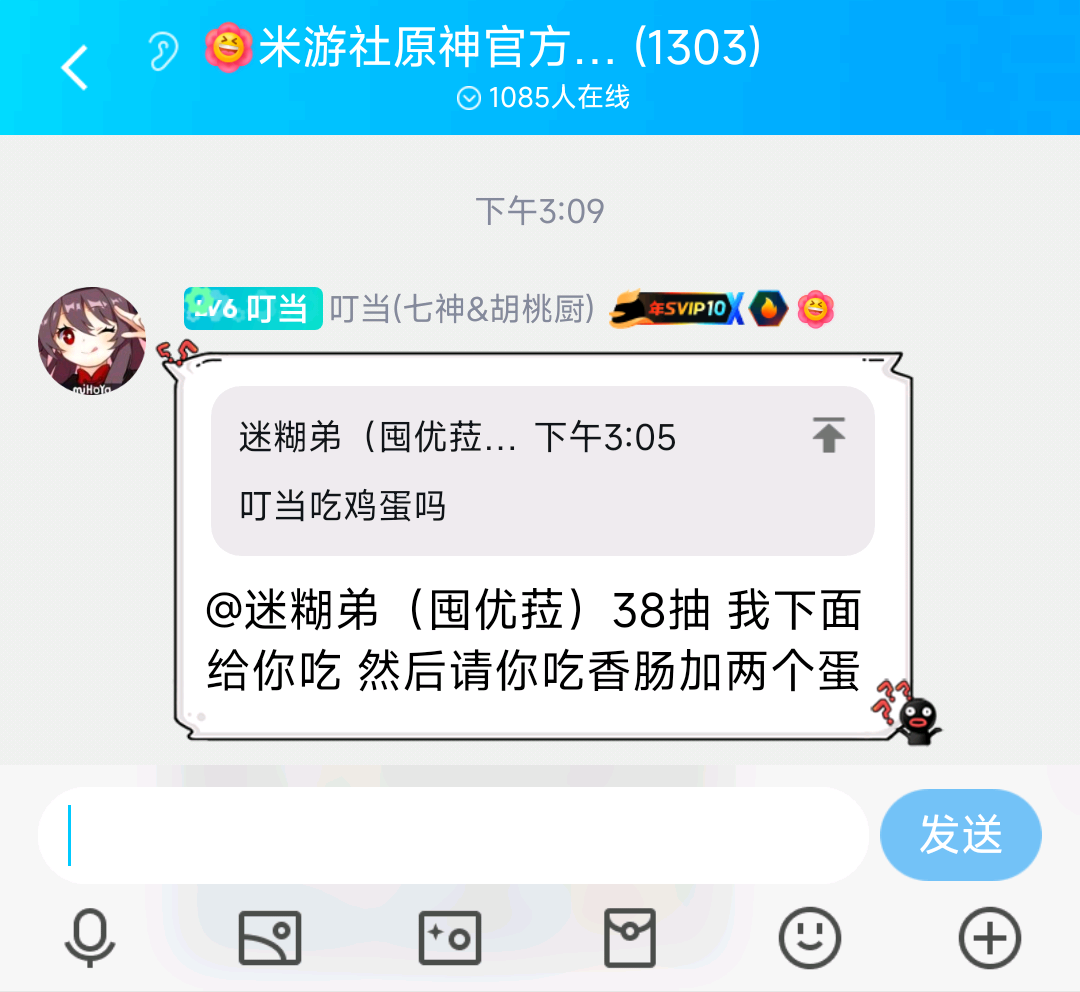 米游社原神官方... (1303)
1085人在线
下午3:09
LV6 叮当 叮当(七神&胡桃厨) 年SVIP10
miHoYo
迷糊弟（囤优菈... 下午3:05
叮当吃鸡蛋吗
@迷糊弟（囤优菈）38抽 我下面
给你吃 然后请你吃香肠加两个蛋
??
?
发送